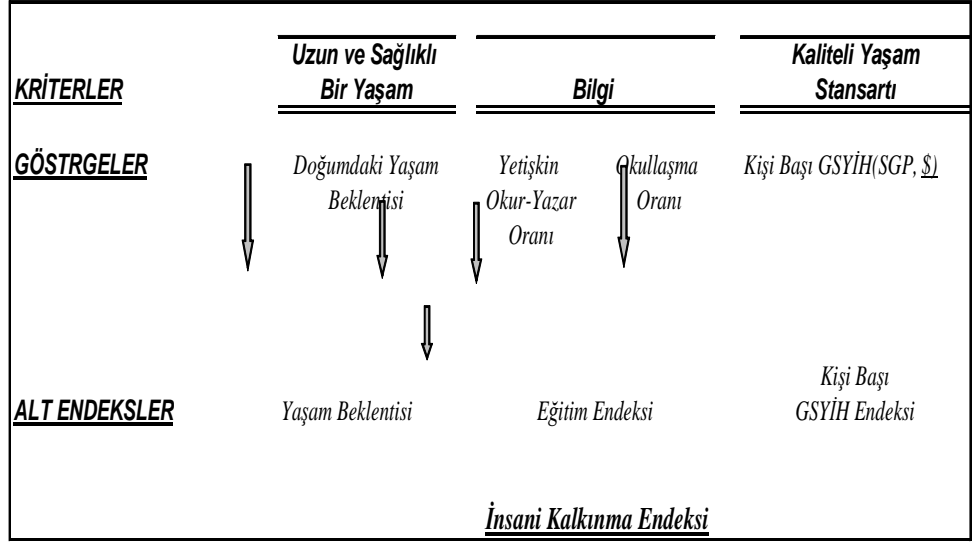 Uzun ve Sağlıklı Kaliteli Yaşam
KRİTERLER Bir Yaşam Bilgi Stansartı
GÖSTRGELER Doğumdaki Yaşam Yetişkin Okullaşma Kişi Başı GSYİH(SGP, $)
Beklentisi Okur-Yazar Oranı
Oranı
Kişi Başı
ALT ENDEKSLER Yaşam Beklentisi Eğitim Endeksi GSYİH Endeksi
İnsani Kalkınma Endeksi